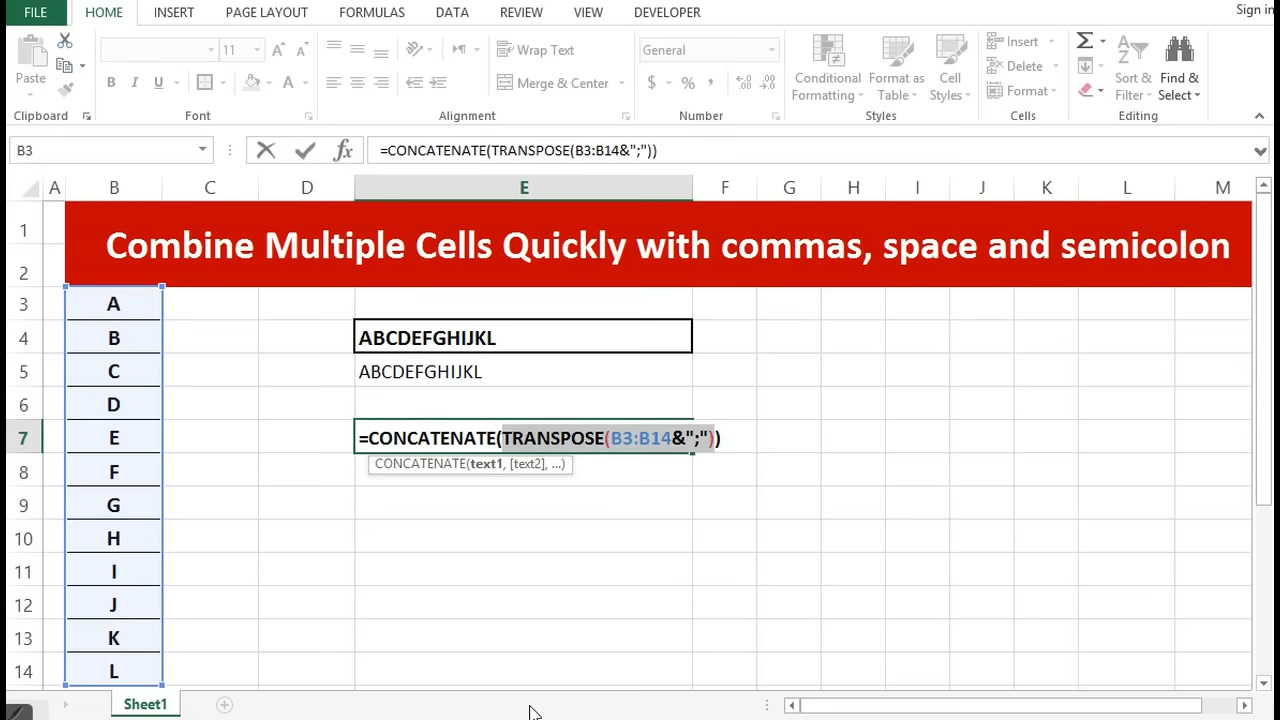 FILE HOME INSERT PAGE LAYOUT FORMULAS DATA REVIEW VIEW DEVELOPER Sign in
Paste
11
B I U
A A
Wrap Text
Merge & Center
General
$ % ,
Conditional Formatting
Format as Table
Cell Styles
Insert
Delete
Format
Sort & Filter
Find & Select
Clipboard Font Alignment Number Styles Cells Editing
B3 fx =CONCATENATE(TRANSPOSE(B3:B14&";"))
A B C D E F G H I J K L M
1
Combine Multiple Cells Quickly with commas, space and semicolon
2
3 A
4 B ABCDEFGHIJKL
5 C ABCDEFGHIJKL
6 D
7 E =CONCATENATE(TRANSPOSE(B3:B14&";"))
8 F CONCATENATE(text1, [text2], ...)
9 G
10 H
11 I
12 J
13 K
14 L
Sheet1